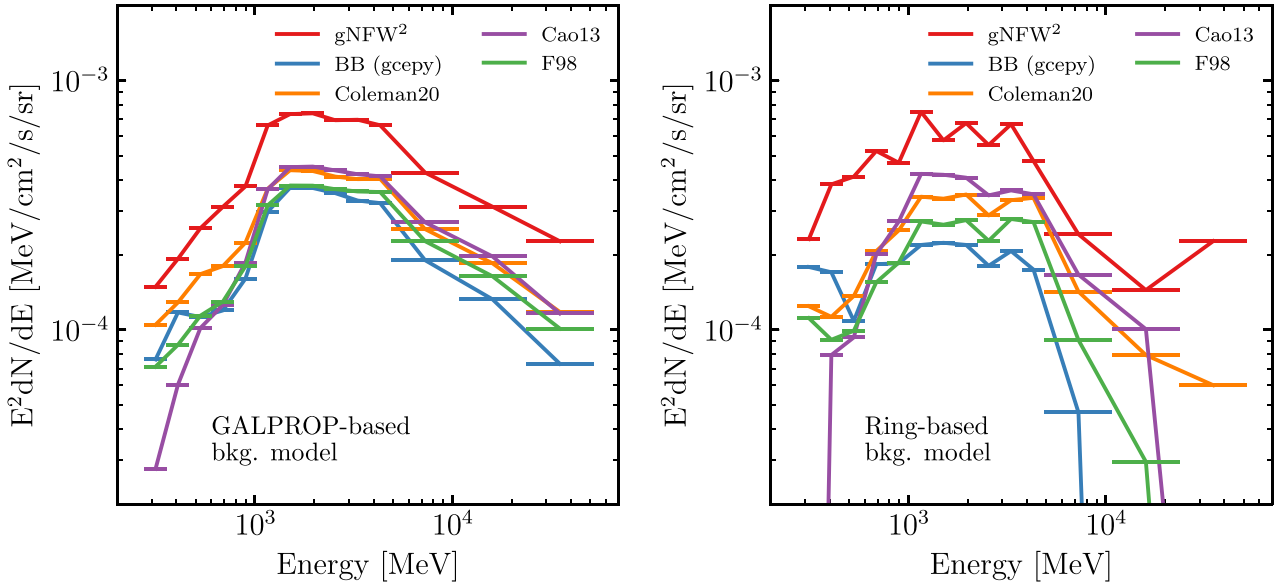 gNFW²
BB (gcepy)
Coleman20
Cao13
F98
10⁻³
10⁻⁴
E²dN/dE [MeV/cm²/s/sr]
GALPROP-based
bkg. model
10³
10⁴
Energy [MeV]
gNFW²
BB (gcepy)
Coleman20
Cao13
F98
10⁻³
10⁻⁴
E²dN/dE [MeV/cm²/s/sr]
Ring-based
bkg. model
10³
10⁴
Energy [MeV]